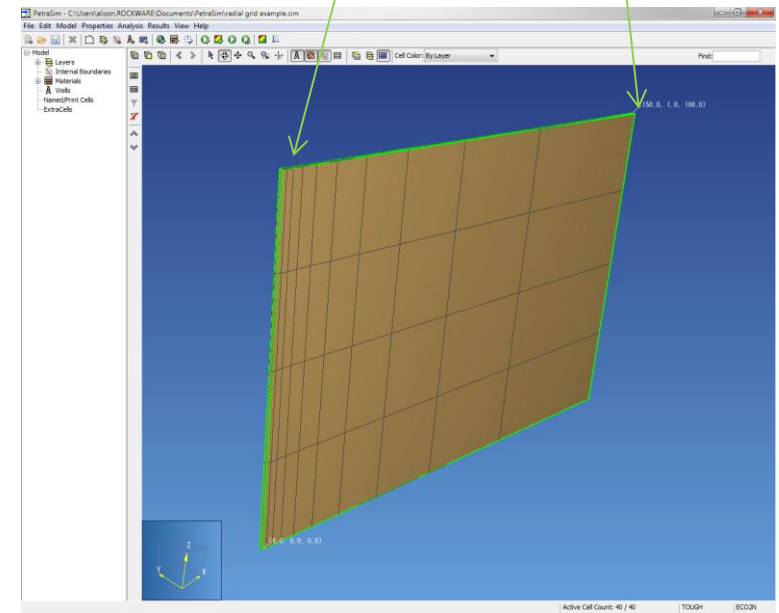 PetraSim - C:\Users\alison.ROCKWARE\Documents\PetraSim\radial grid example.sim
File Edit Model Properties Analysis Results View Help
Model
Layers
Internal Boundaries
Materials
Wells
Named/Print Cells
ExtraCells
Cell Color: By Layer
Find:
(150.0, 1.0, 100.0)
(0.0, 0.0, 0.0)
Z
Y
X
Active Cell Count: 40 / 40
TOUGH
ECO2N